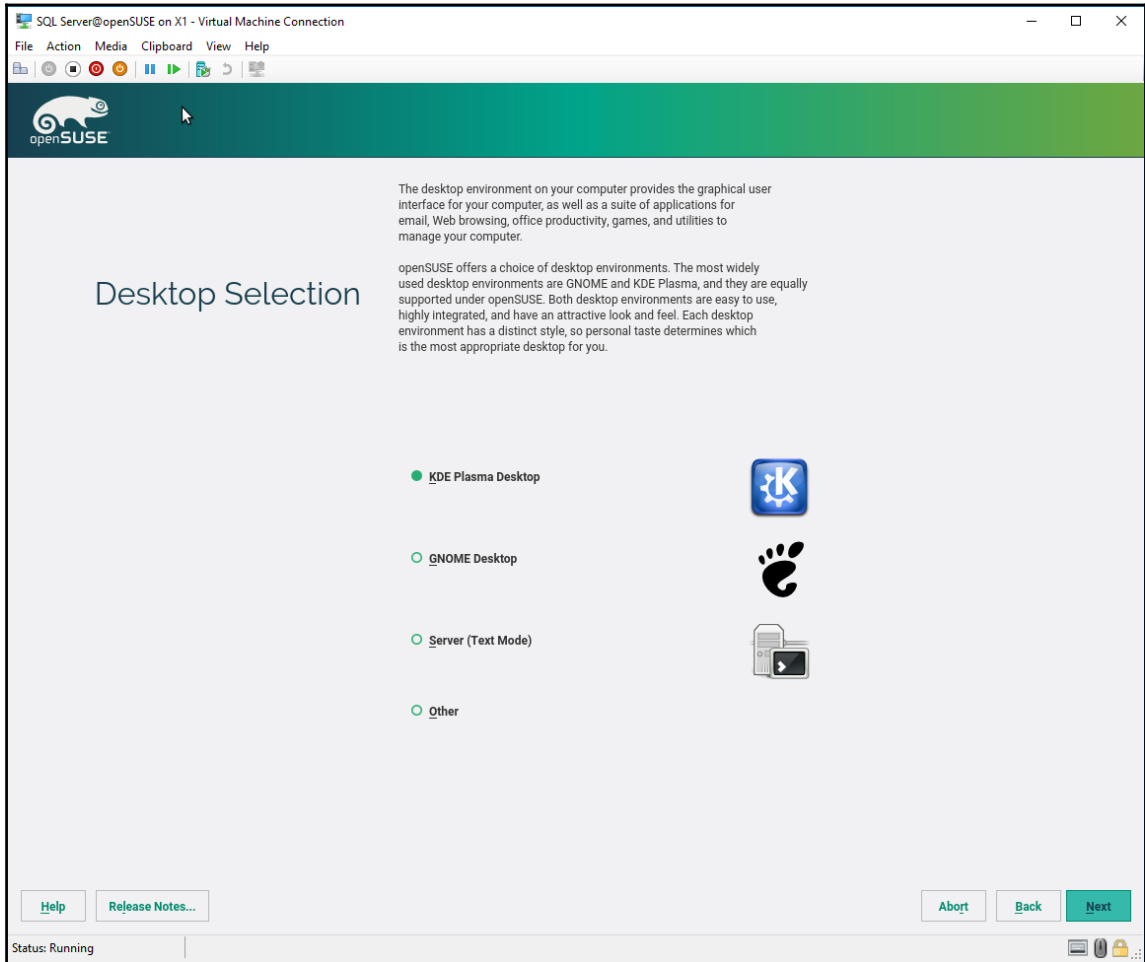 SQL Server@openSUSE on X1 - Virtual Machine Connection
File Action Media Clipboard View Help
openSUSE
The desktop environment on your computer provides the graphical user
interface for your computer, as well as a suite of applications for
email, Web browsing, office productivity, games, and utilities to
manage your computer.
openSUSE offers a choice of desktop environments. The most widely
used desktop environments are GNOME and KDE Plasma, and they are equally
supported under openSUSE. Both desktop environments are easy to use,
highly integrated, and have an attractive look and feel. Each desktop
environment has a distinct style, so personal taste determines which
is the most appropriate desktop for you.
Desktop Selection
KDE Plasma Desktop
GNOME Desktop
Server (Text Mode)
Other
Help Release Notes... Abort Back Next
Status: Running